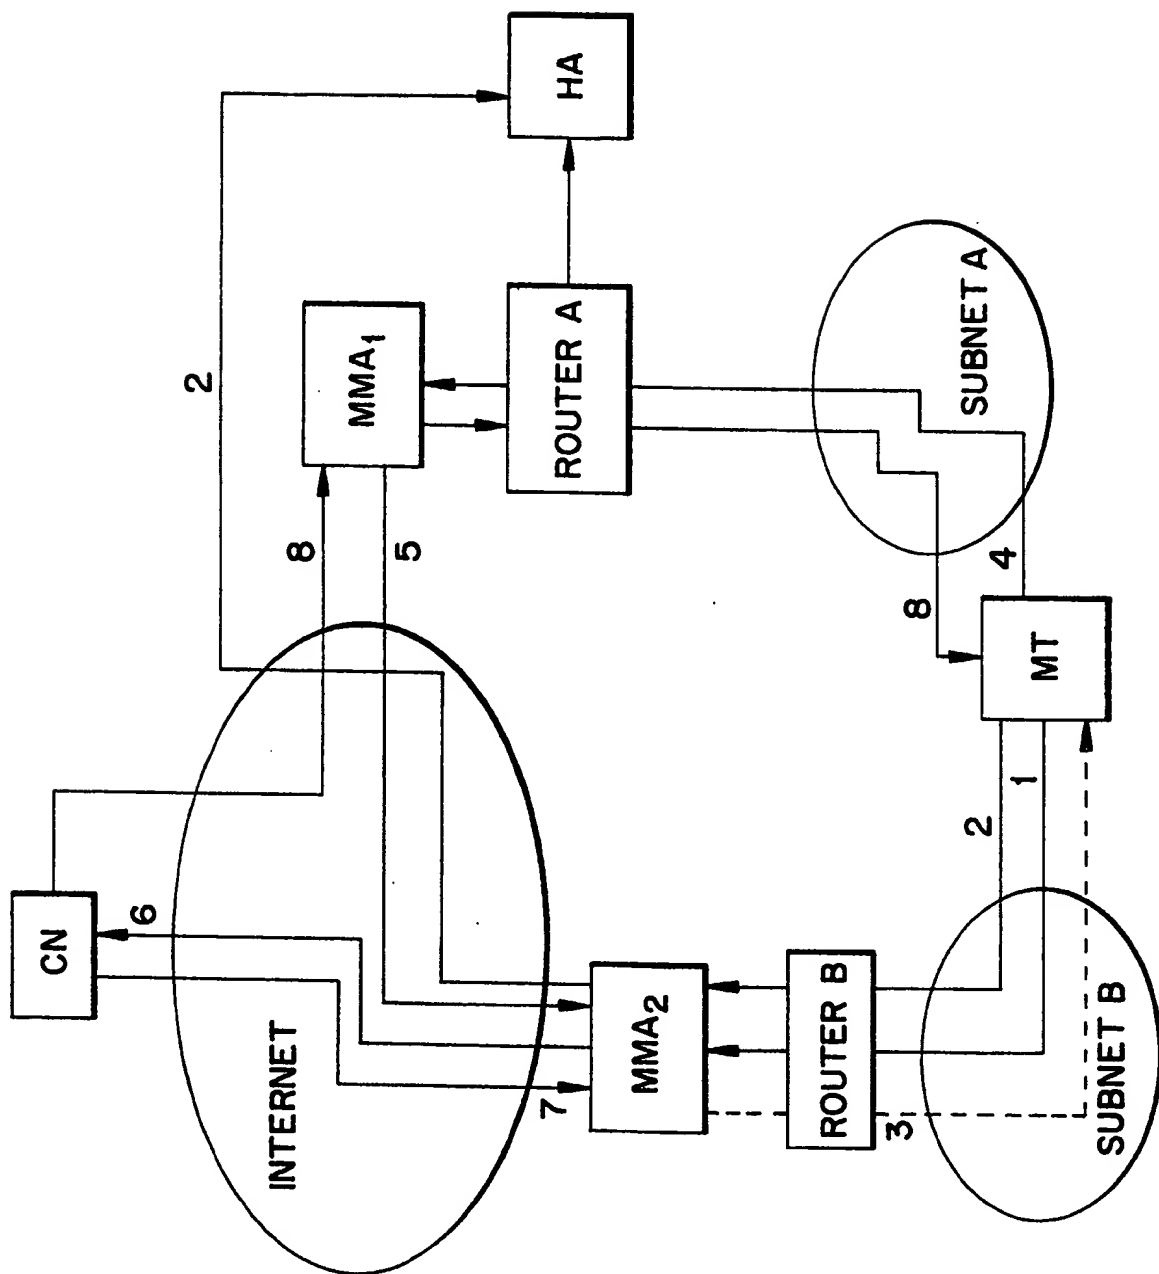 CN
6
2
INTERNET
8
MMA1
5
7
ROUTER A
HA
MMA2
ROUTER B
3
8
SUBNET A
2
4
1
MT
SUBNET B